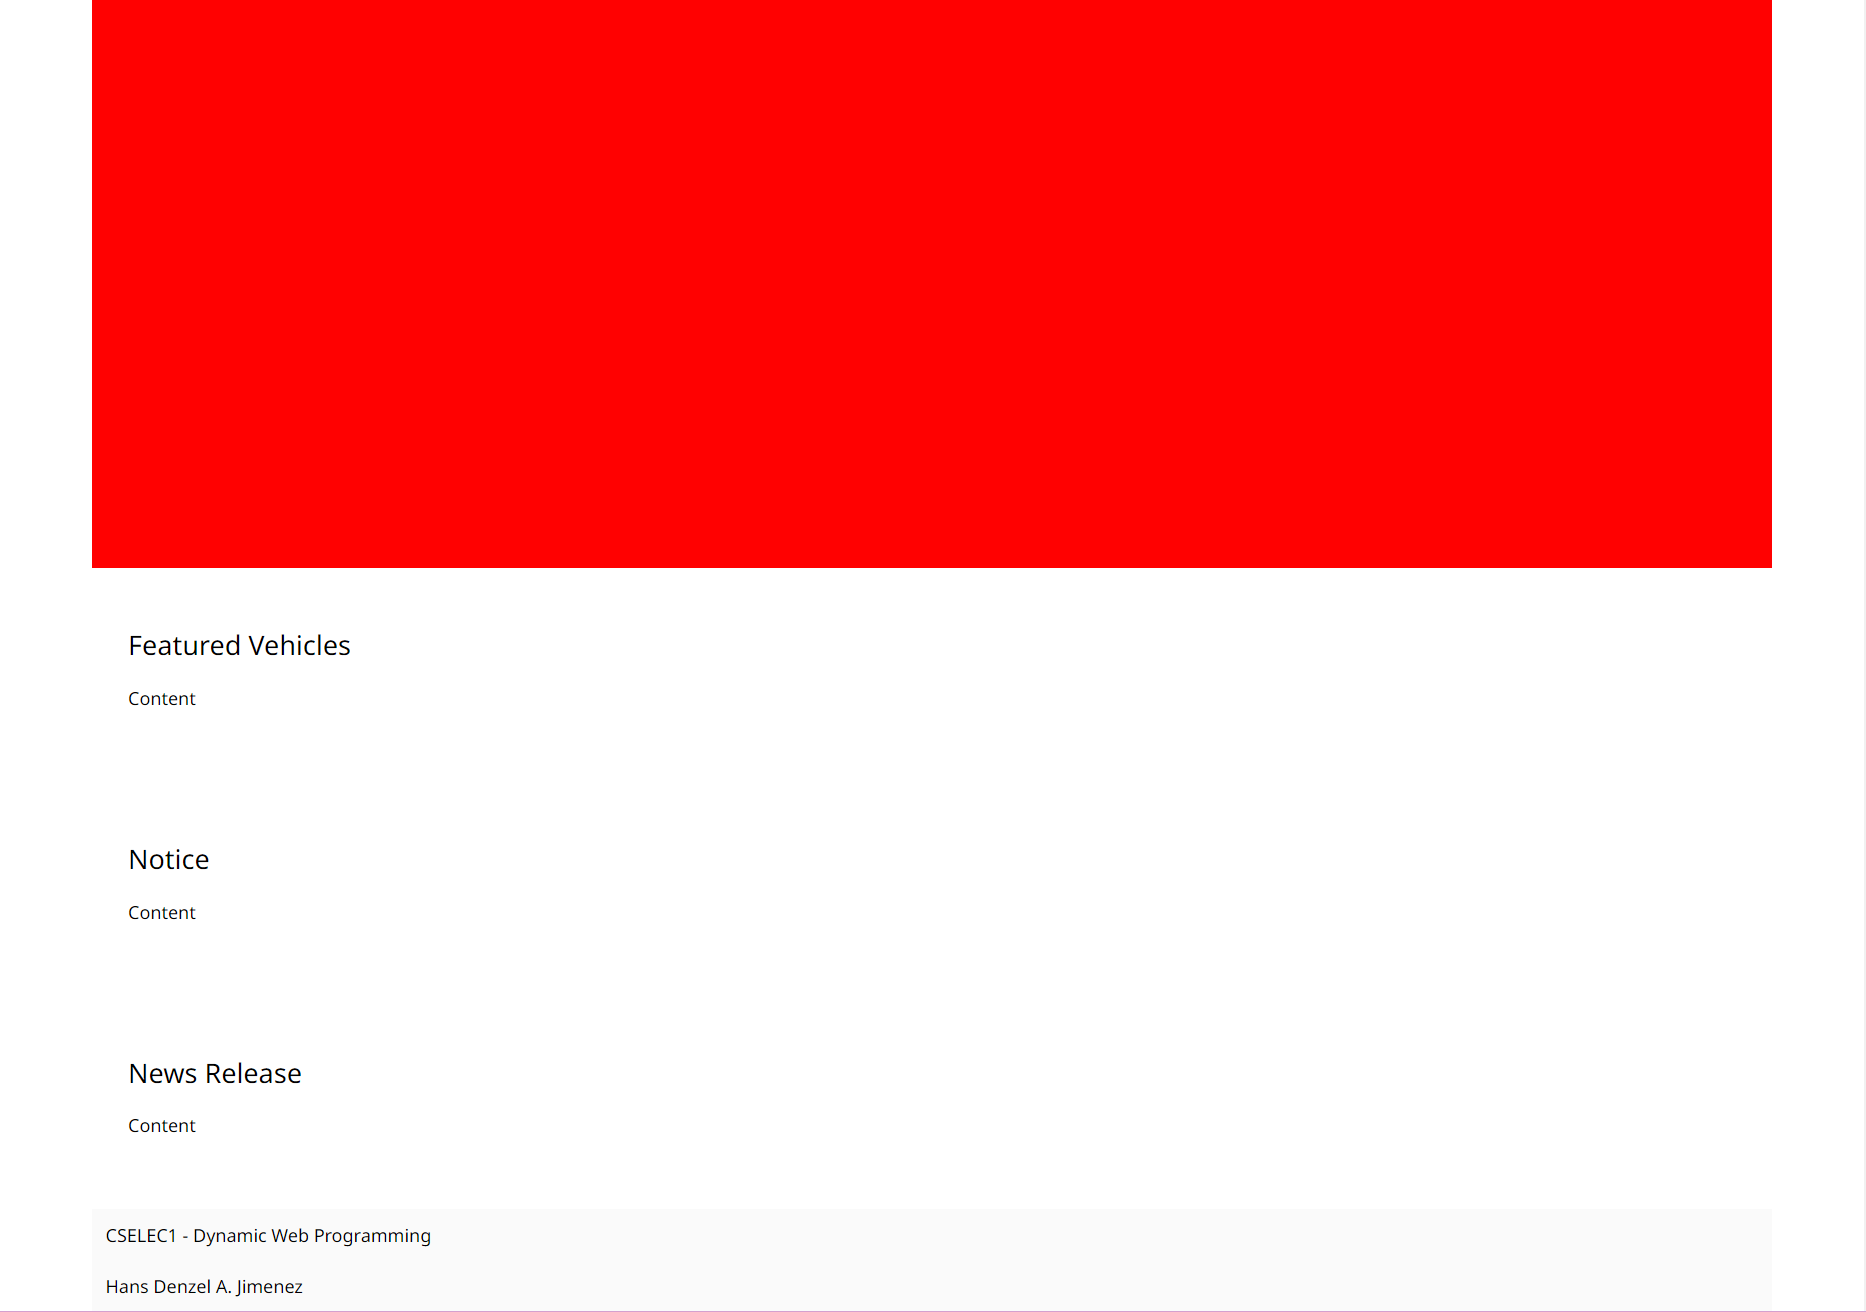 Featured Vehicles
Content
Notice
Content
News Release
Content
CSELEC1 - Dynamic Web Programming
Hans Denzel A. Jimenez